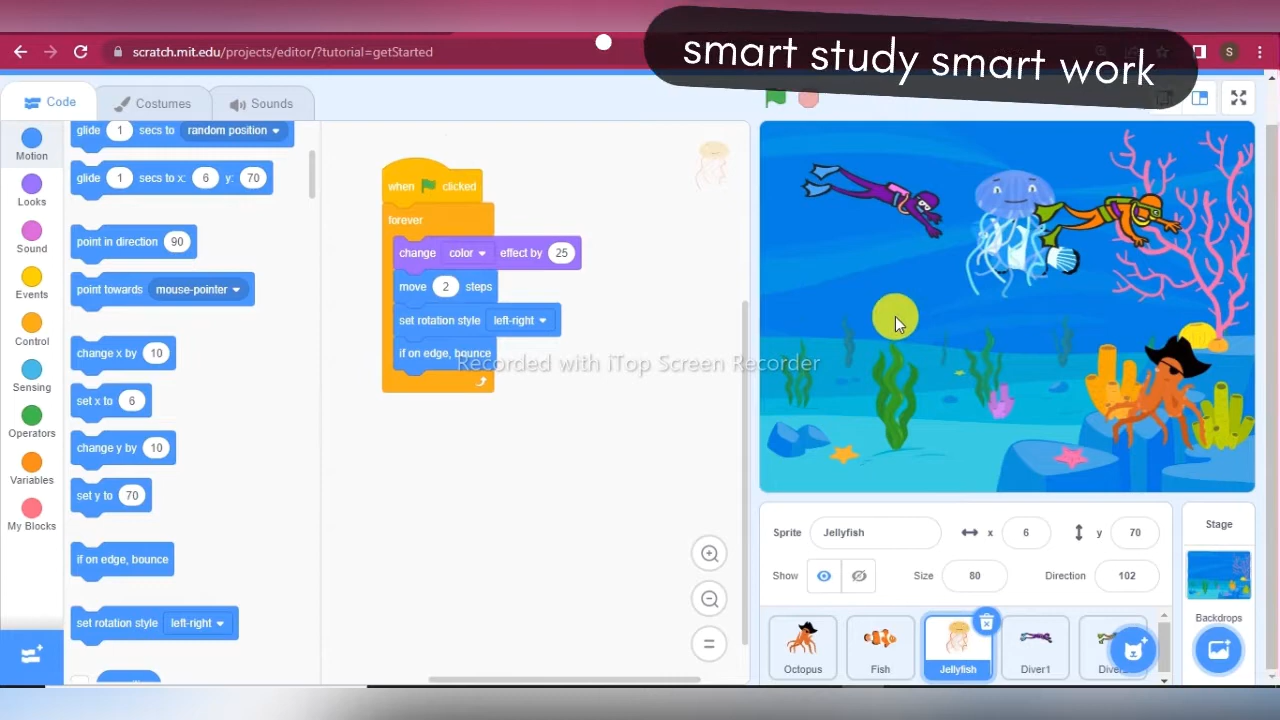 smart study smart work
scratch.mit.edu/projects/editor/?tutorial=getStarted
S
Code
Costumes
Sounds
Motion
Looks
Sound
Events
Control
Sensing
Operators
Variables
My Blocks
glide 1 secs to random position
glide 1 secs to x: 6 y: 70
point in direction 90
point towards mouse-pointer
change x by 10
set x to 6
change y by 10
set y to 70
if on edge, bounce
set rotation style left-right
when clicked
forever
change color effect by 25
move 2 steps
set rotation style left-right
if on edge, bounce
Recorded with iTop Screen Recorder
Sprite Jellyfish x 6 y 70
Show Size 80 Direction 102
Octopus
Fish
Jellyfish
Diver1
Stage
Backdrops